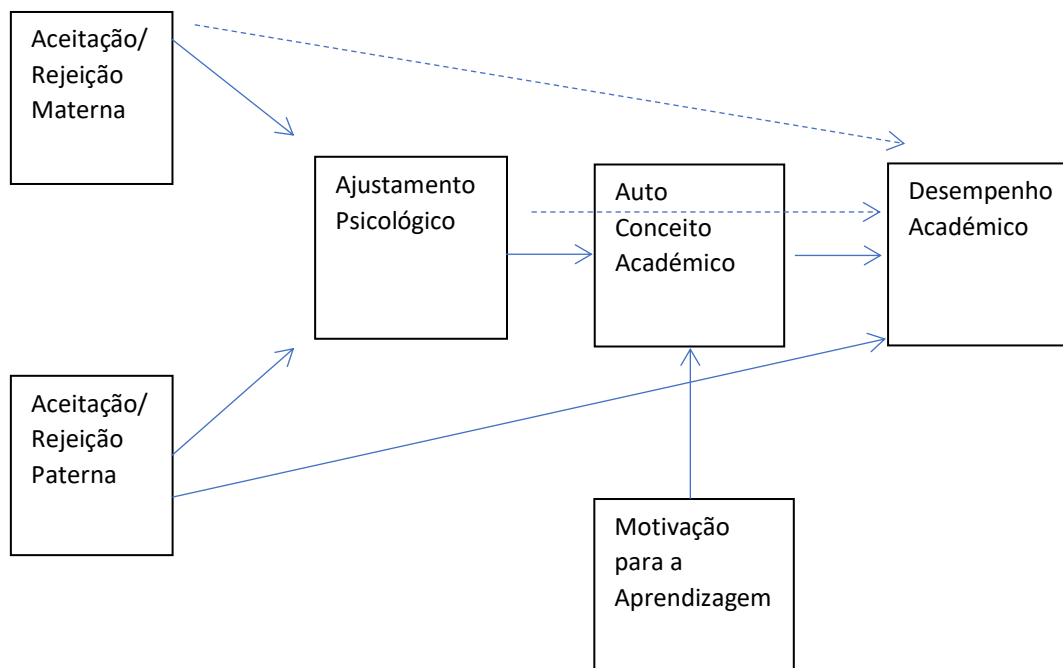 Aceitação/
Rejeição
Materna
Ajustamento
Psicológico
Auto
Conceito
Académico
Desempenho
Académico
Aceitação/
Rejeição
Paterna
Motivação
para a
Aprendizagem